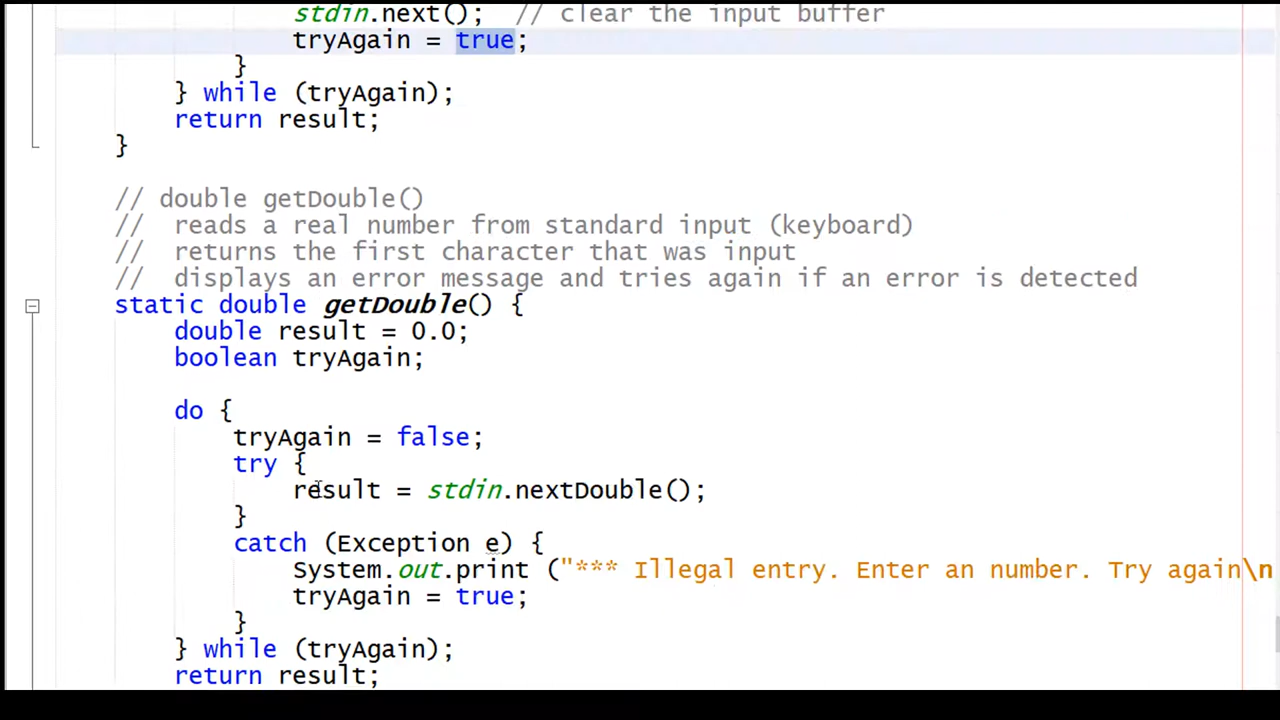 stdin.next();  // clear the input buffer
tryAgain = true;
}
} while (tryAgain);
return result;
}
// double getDouble()
//  reads a real number from standard input (keyboard)
//  returns the first character that was input
//  displays an error message and tries again if an error is detected
static double getDouble() {
double result = 0.0;
boolean tryAgain;
do {
tryAgain = false;
try {
result = stdin.nextDouble();
}
catch (Exception e) {
System.out.print ("*** Illegal entry. Enter an number. Try again\n
tryAgain = true;
}
} while (tryAgain);
return result;